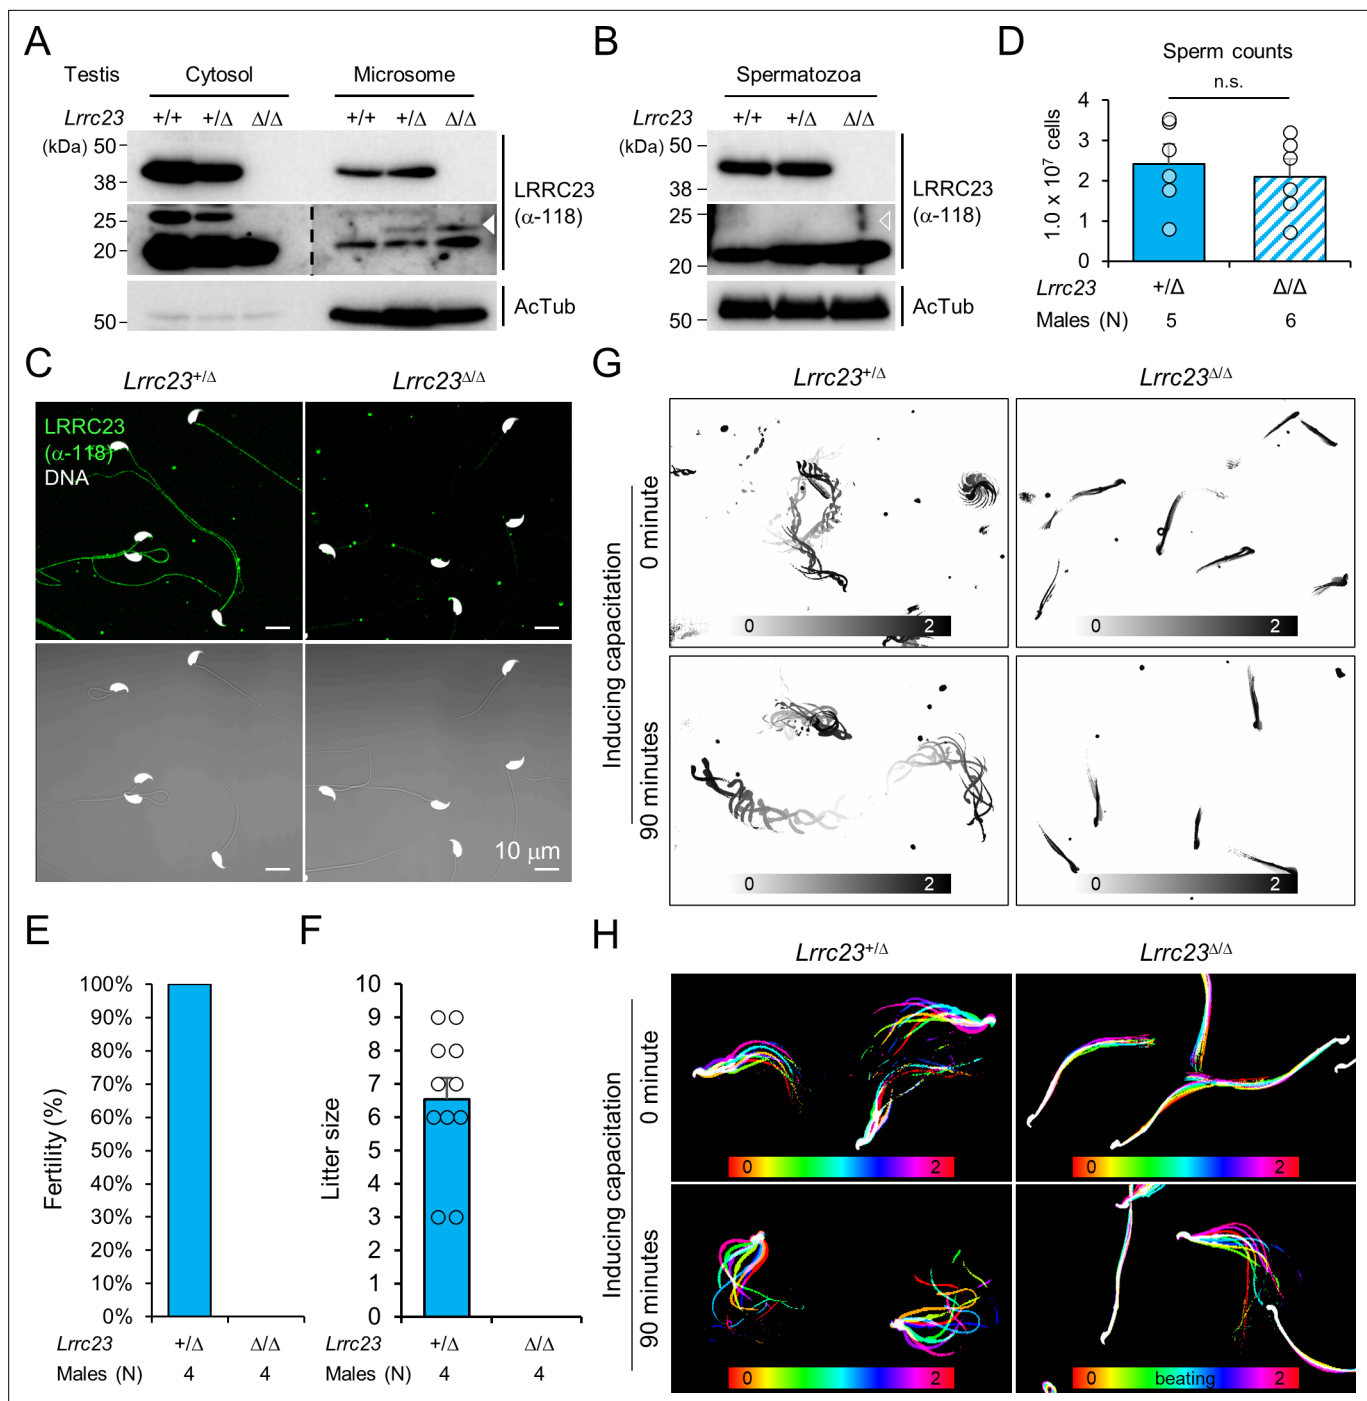 A
Testis Cytosol Microsome
Lrrc23 +/+ +/Δ Δ/Δ +/+ +/Δ Δ/Δ
(kDa) 50
38
25
20
50
LRRC23
(α-118)
AcTub
B
Spermatozoa
Lrrc23 +/+ +/Δ Δ/Δ
(kDa) 50
38
25
20
50
LRRC23
(α-118)
AcTub
D
Sperm counts
n.s.
1.0 x 10⁷ cells
4
3
2
1
0
Lrrc23 +/Δ Δ/Δ
Males (N) 5 6
C
Lrrc23+/Δ Lrrc23Δ/Δ
LRRC23
(α-118)
DNA
10 μm
G
Lrrc23+/Δ Lrrc23Δ/Δ
Inducing capacitation
0 minute
0 2
0 2
90 minutes
0 2
0 2
E
Fertility (%)
100%
90%
80%
70%
60%
50%
40%
30%
20%
10%
0%
Lrrc23 +/Δ Δ/Δ
Males (N) 4 4
F
Litter size
10
9
8
7
6
5
4
3
2
1
0
Lrrc23 +/Δ Δ/Δ
Males (N) 4 4
H
Lrrc23+/Δ Lrrc23Δ/Δ
Inducing capacitation
0 minute
0 2
0 2
90 minutes
0 2
0 beating 2